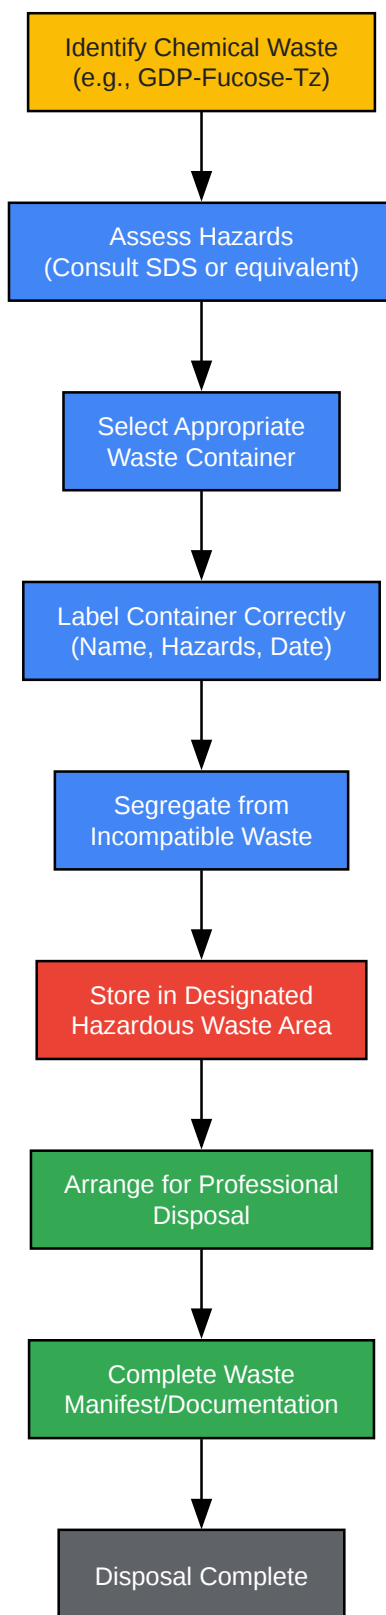 Identify Chemical Waste
(e.g., GDP-Fucose-Tz)
Assess Hazards
(Consult SDS or equivalent)
Select Appropriate
Waste Container
Label Container Correctly
(Name, Hazards, Date)
Segregate from
Incompatible Waste
Store in Designated
Hazardous Waste Area
Arrange for Professional
Disposal
Complete Waste
Manifest/Documentation
Disposal Complete